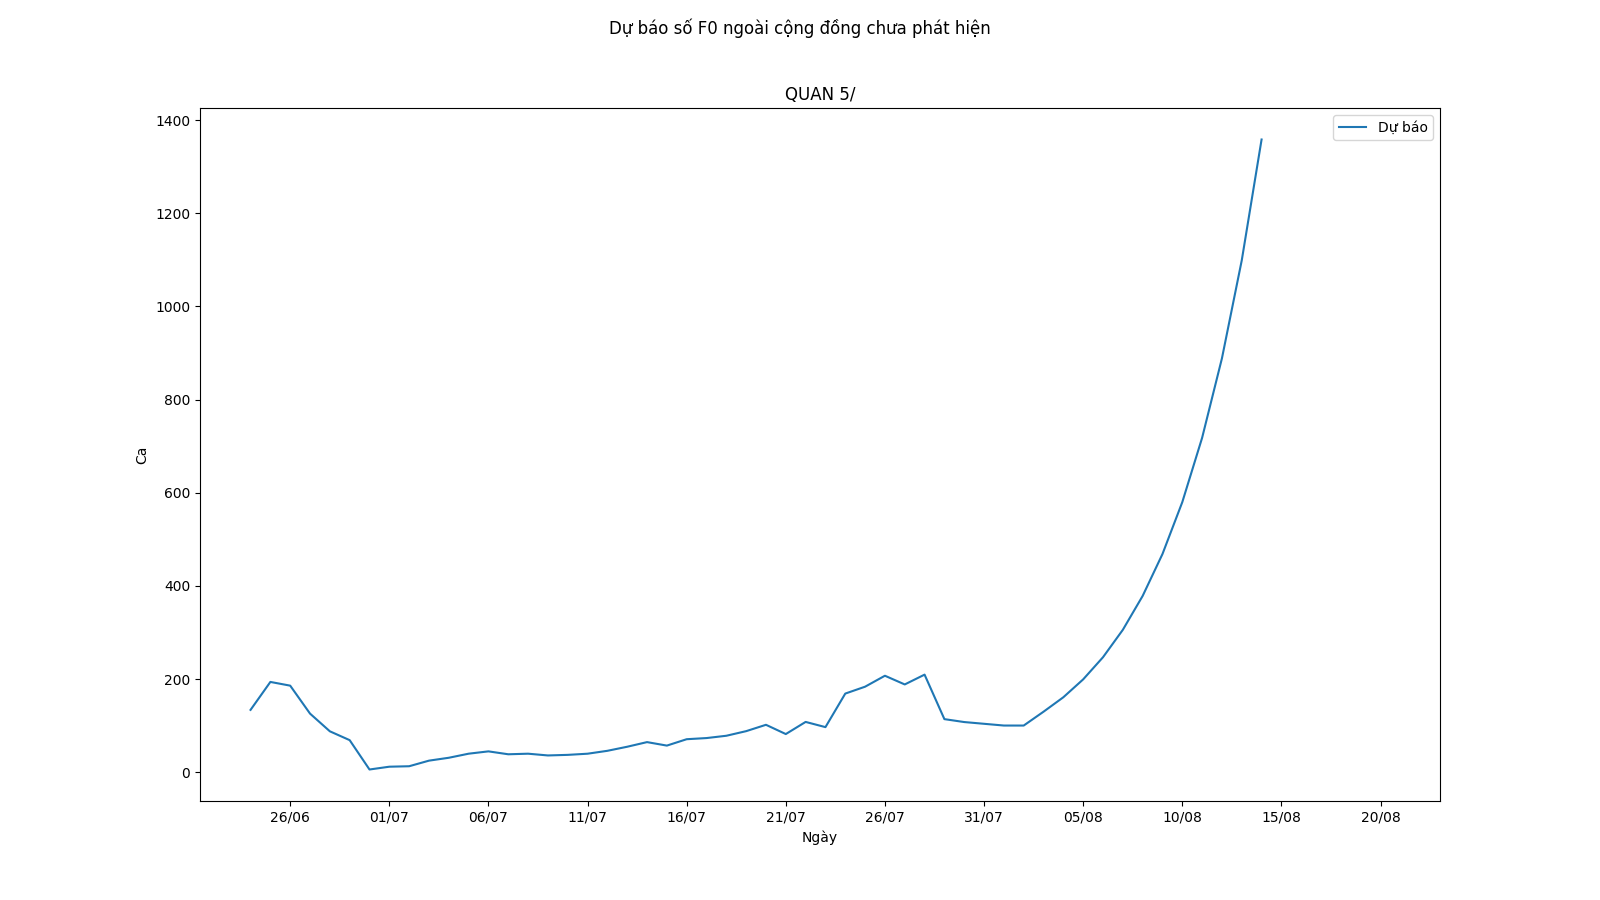 Dự báo số F0 ngoài cộng đồng chưa phát hiện
QUAN 5/
Dự báo
1400
1200
1000
800
600
400
200
0
Ca
26/06 01/07 06/07 11/07 16/07 21/07 26/07 31/07 05/08 10/08 15/08 20/08
Ngày